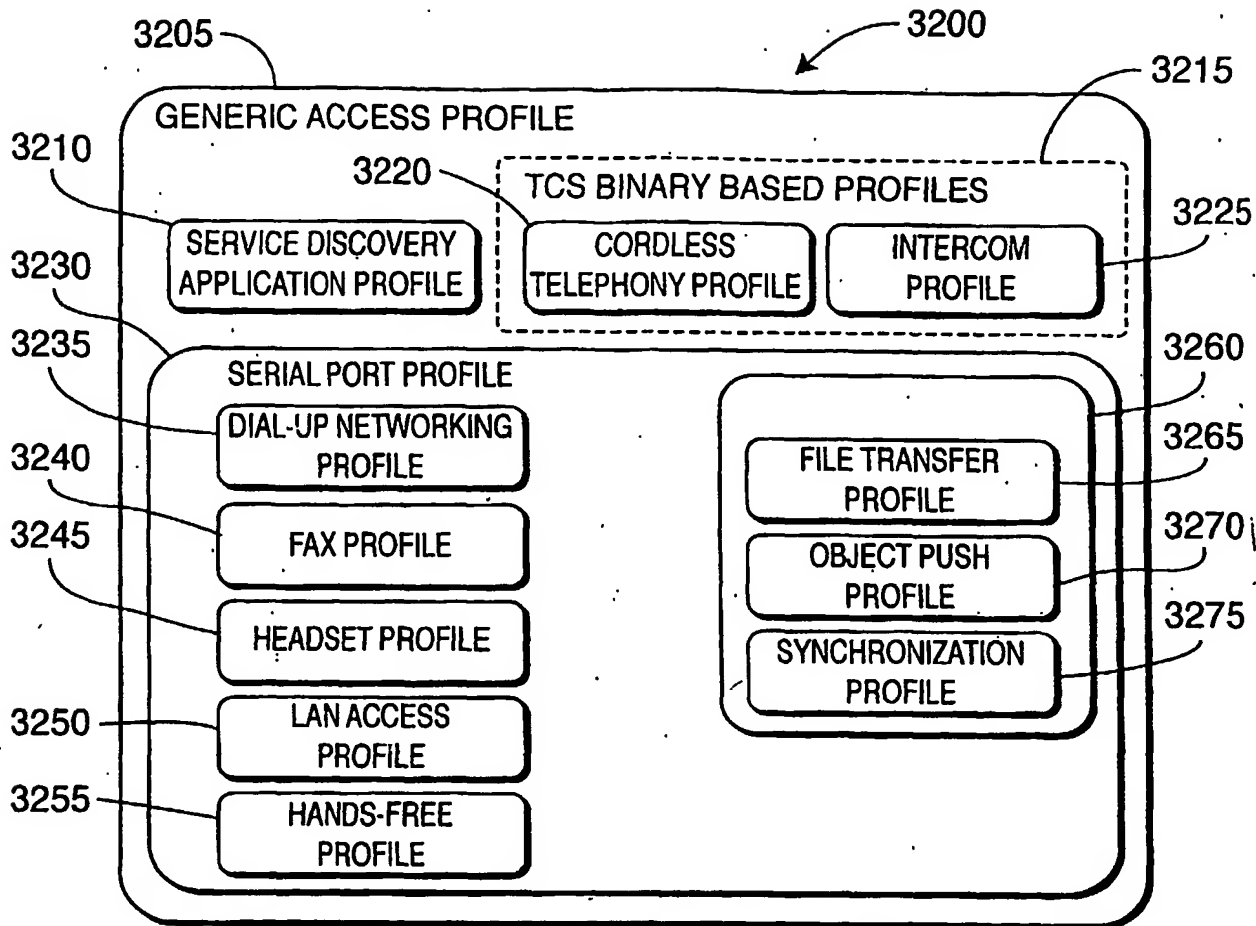 3205
3200
3215
GENERIC ACCESS PROFILE
3210
3220
TCS BINARY BASED PROFILES
3225
SERVICE DISCOVERY
APPLICATION PROFILE
CORDLESS
TELEPHONY PROFILE
INTERCOM
PROFILE
3230
3235
3260
SERIAL PORT PROFILE
DIAL-UP NETWORKING
PROFILE
3240
3265
FILE TRANSFER
PROFILE
3245
FAX PROFILE
3270
OBJECT PUSH
PROFILE
HEADSET PROFILE
3275
SYNCHRONIZATION
PROFILE
3250
LAN ACCESS
PROFILE
3255
HANDS-FREE
PROFILE